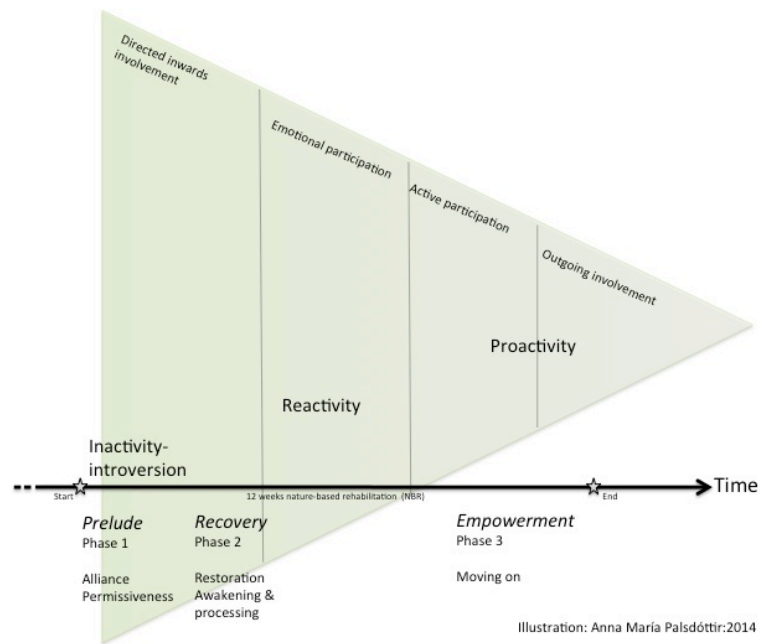 Directed inwards
involvement
Emotional participation
Active participation
Outgoing involvement
Proactivity
Reactivity
Inactivity-
introversion
Time
Start
12 weeks nature-based rehabilitation (NBR)
End
Prelude
Phase 1
Alliance
Permissiveness
Recovery
Phase 2
Restoration
Awakening &
processing
Empowerment
Phase 3
Moving on
Illustration: Anna María Palsdóttir:2014